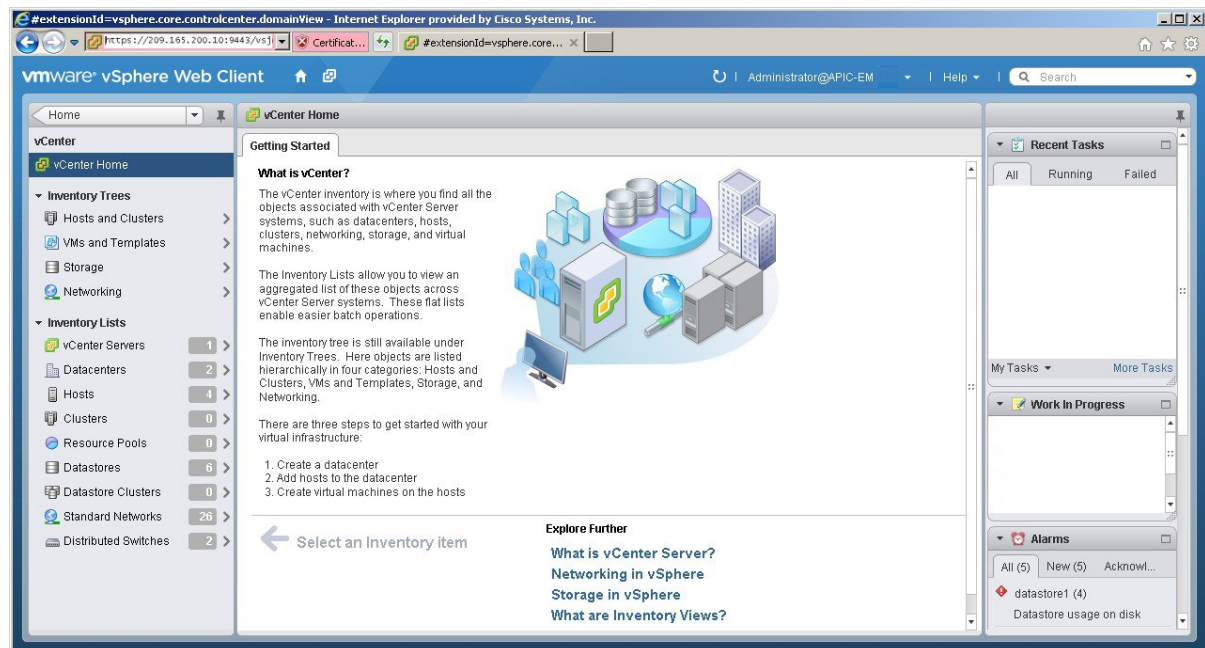 #extensionId=vsphere.core.controlcenter.domainView - Internet Explorer provided by Cisco Systems, Inc.
https://209.165.200.10:9443/vsj
Certificat...
#extensionId=vsphere.core...
vmware® vSphere Web Client
Administrator@APIC-EM
Help
Search
Home
vCenter
vCenter Home
Inventory Trees
Hosts and Clusters
VMs and Templates
Storage
Networking
Inventory Lists
vCenter Servers 1
Datacenters 2
Hosts 4
Clusters 0
Resource Pools 0
Datastores 6
Datastore Clusters 0
Standard Networks 26
Distributed Switches 2
vCenter Home
Getting Started
What is vCenter?
The vCenter inventory is where you find all the
objects associated with vCenter Server
systems, such as datacenters, hosts,
clusters, networking, storage, and virtual
machines.
The Inventory Lists allow you to view an
aggregated list of these objects across
vCenter Server systems. These flat lists
enable easier batch operations.
The inventory tree is still available under
Inventory Trees. Here objects are listed
hierarchically in four categories: Hosts and
Clusters, VMs and Templates, Storage, and
Networking.
There are three steps to get started with your
virtual infrastructure:
1. Create a datacenter
2. Add hosts to the datacenter
3. Create virtual machines on the hosts
Select an Inventory item
Explore Further
What is vCenter Server?
Networking in vSphere
Storage in vSphere
What are Inventory Views?
Recent Tasks
All Running Failed
My Tasks More Tasks
Work In Progress
Alarms
All (5) New (5) Acknowl...
datastore1 (4)
Datastore usage on disk